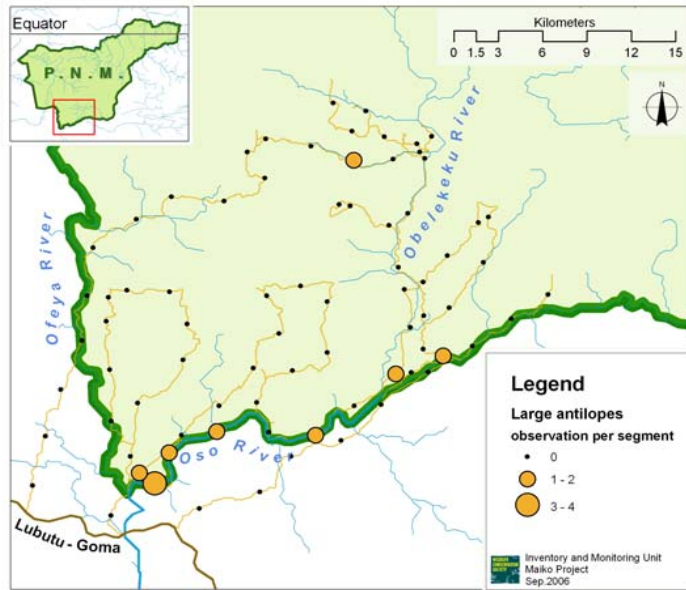 Equator
P. N. M.
Kilometers
0 1.5 3 6 9 12 15
N
Ofeya River
Obelekeku River
Oso River
Lubutu - Goma
Legend
Large antilopes
observation per segment
0
1 - 2
3 - 4
Inventory and Monitoring Unit
Maiko Project
Sep.2006